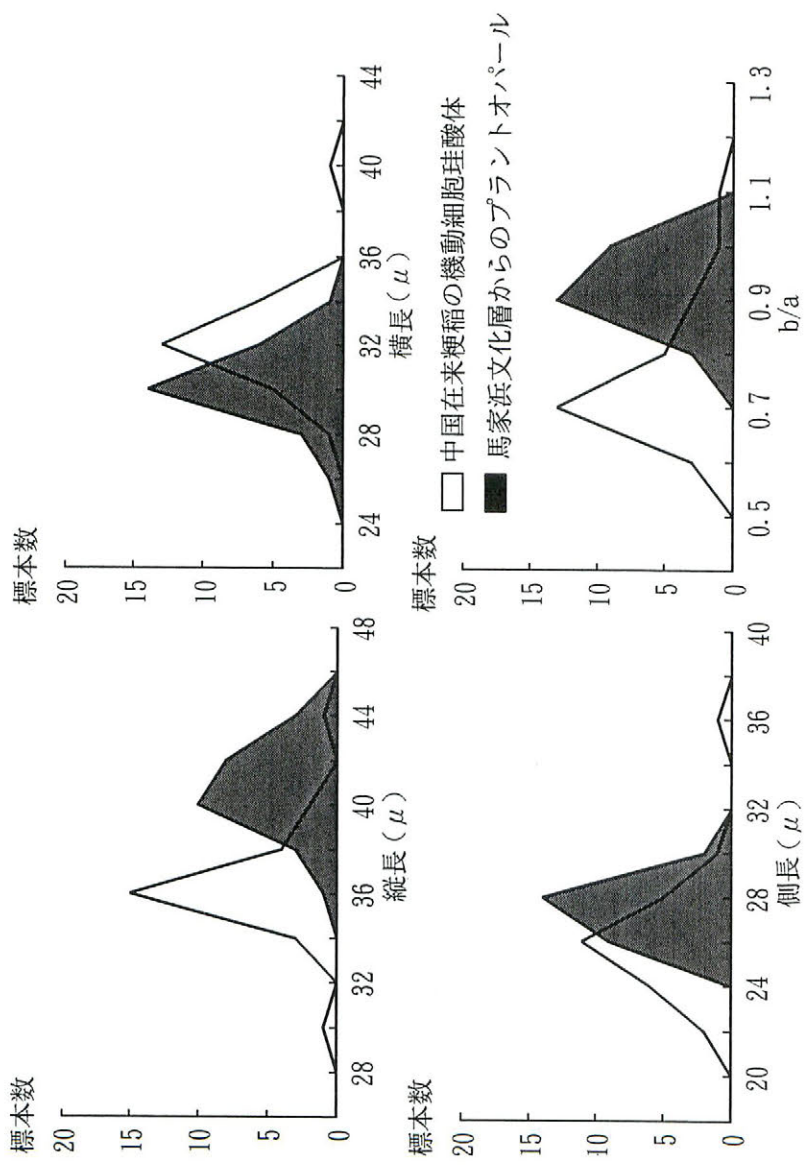 標本数
20
15
10
5
0
28 32 36 40 44 48
縦長(μ)
標本数
20
15
10
5
0
24 28 32 36 40 44
横長(μ)
□ 中国在来粳稲の機動細胞珪酸体
■ 馬家浜文化層からのプラントオパール
標本数
20
15
10
5
0
20 24 28 32 36 40
側長(μ)
標本数
20
15
10
5
0
0.5 0.7 0.9 1.1 1.3
b/a